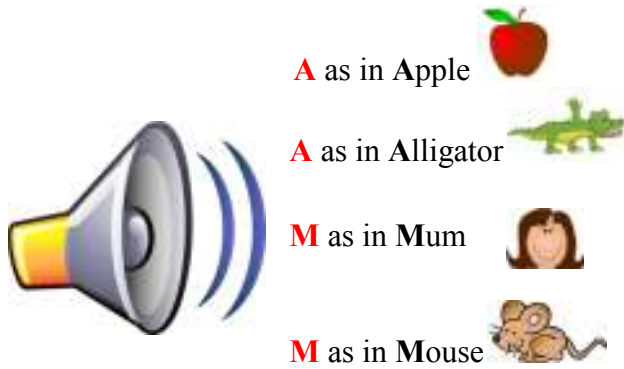 A as in Apple
A as in Alligator
M as in Mum
M as in Mouse